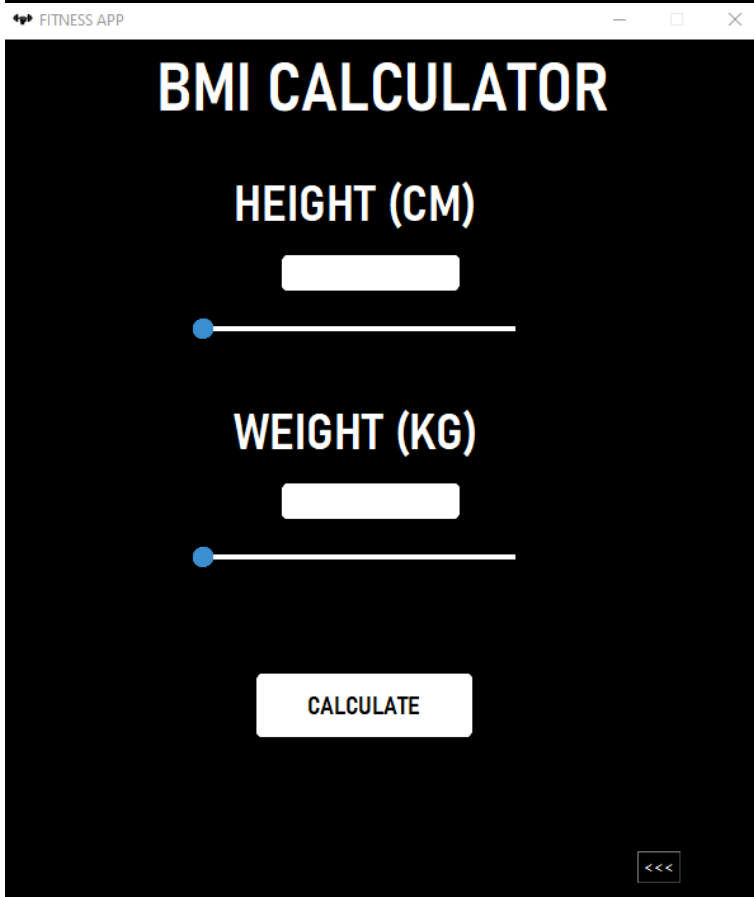 FITNESS APP
BMI CALCULATOR
HEIGHT (CM)
WEIGHT (KG)
CALCULATE
<<<